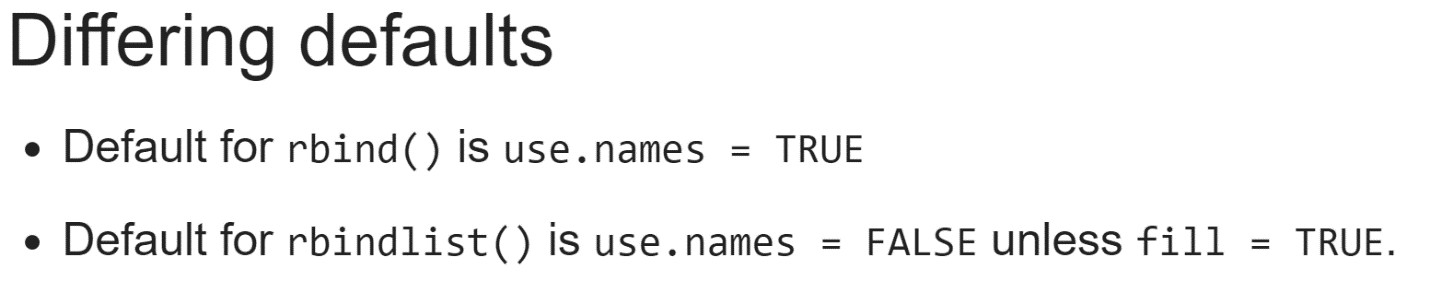 Differing defaults
• Default for rbind() is use.names = TRUE
• Default for rbindlist() is use.names = FALSE unless fill = TRUE.